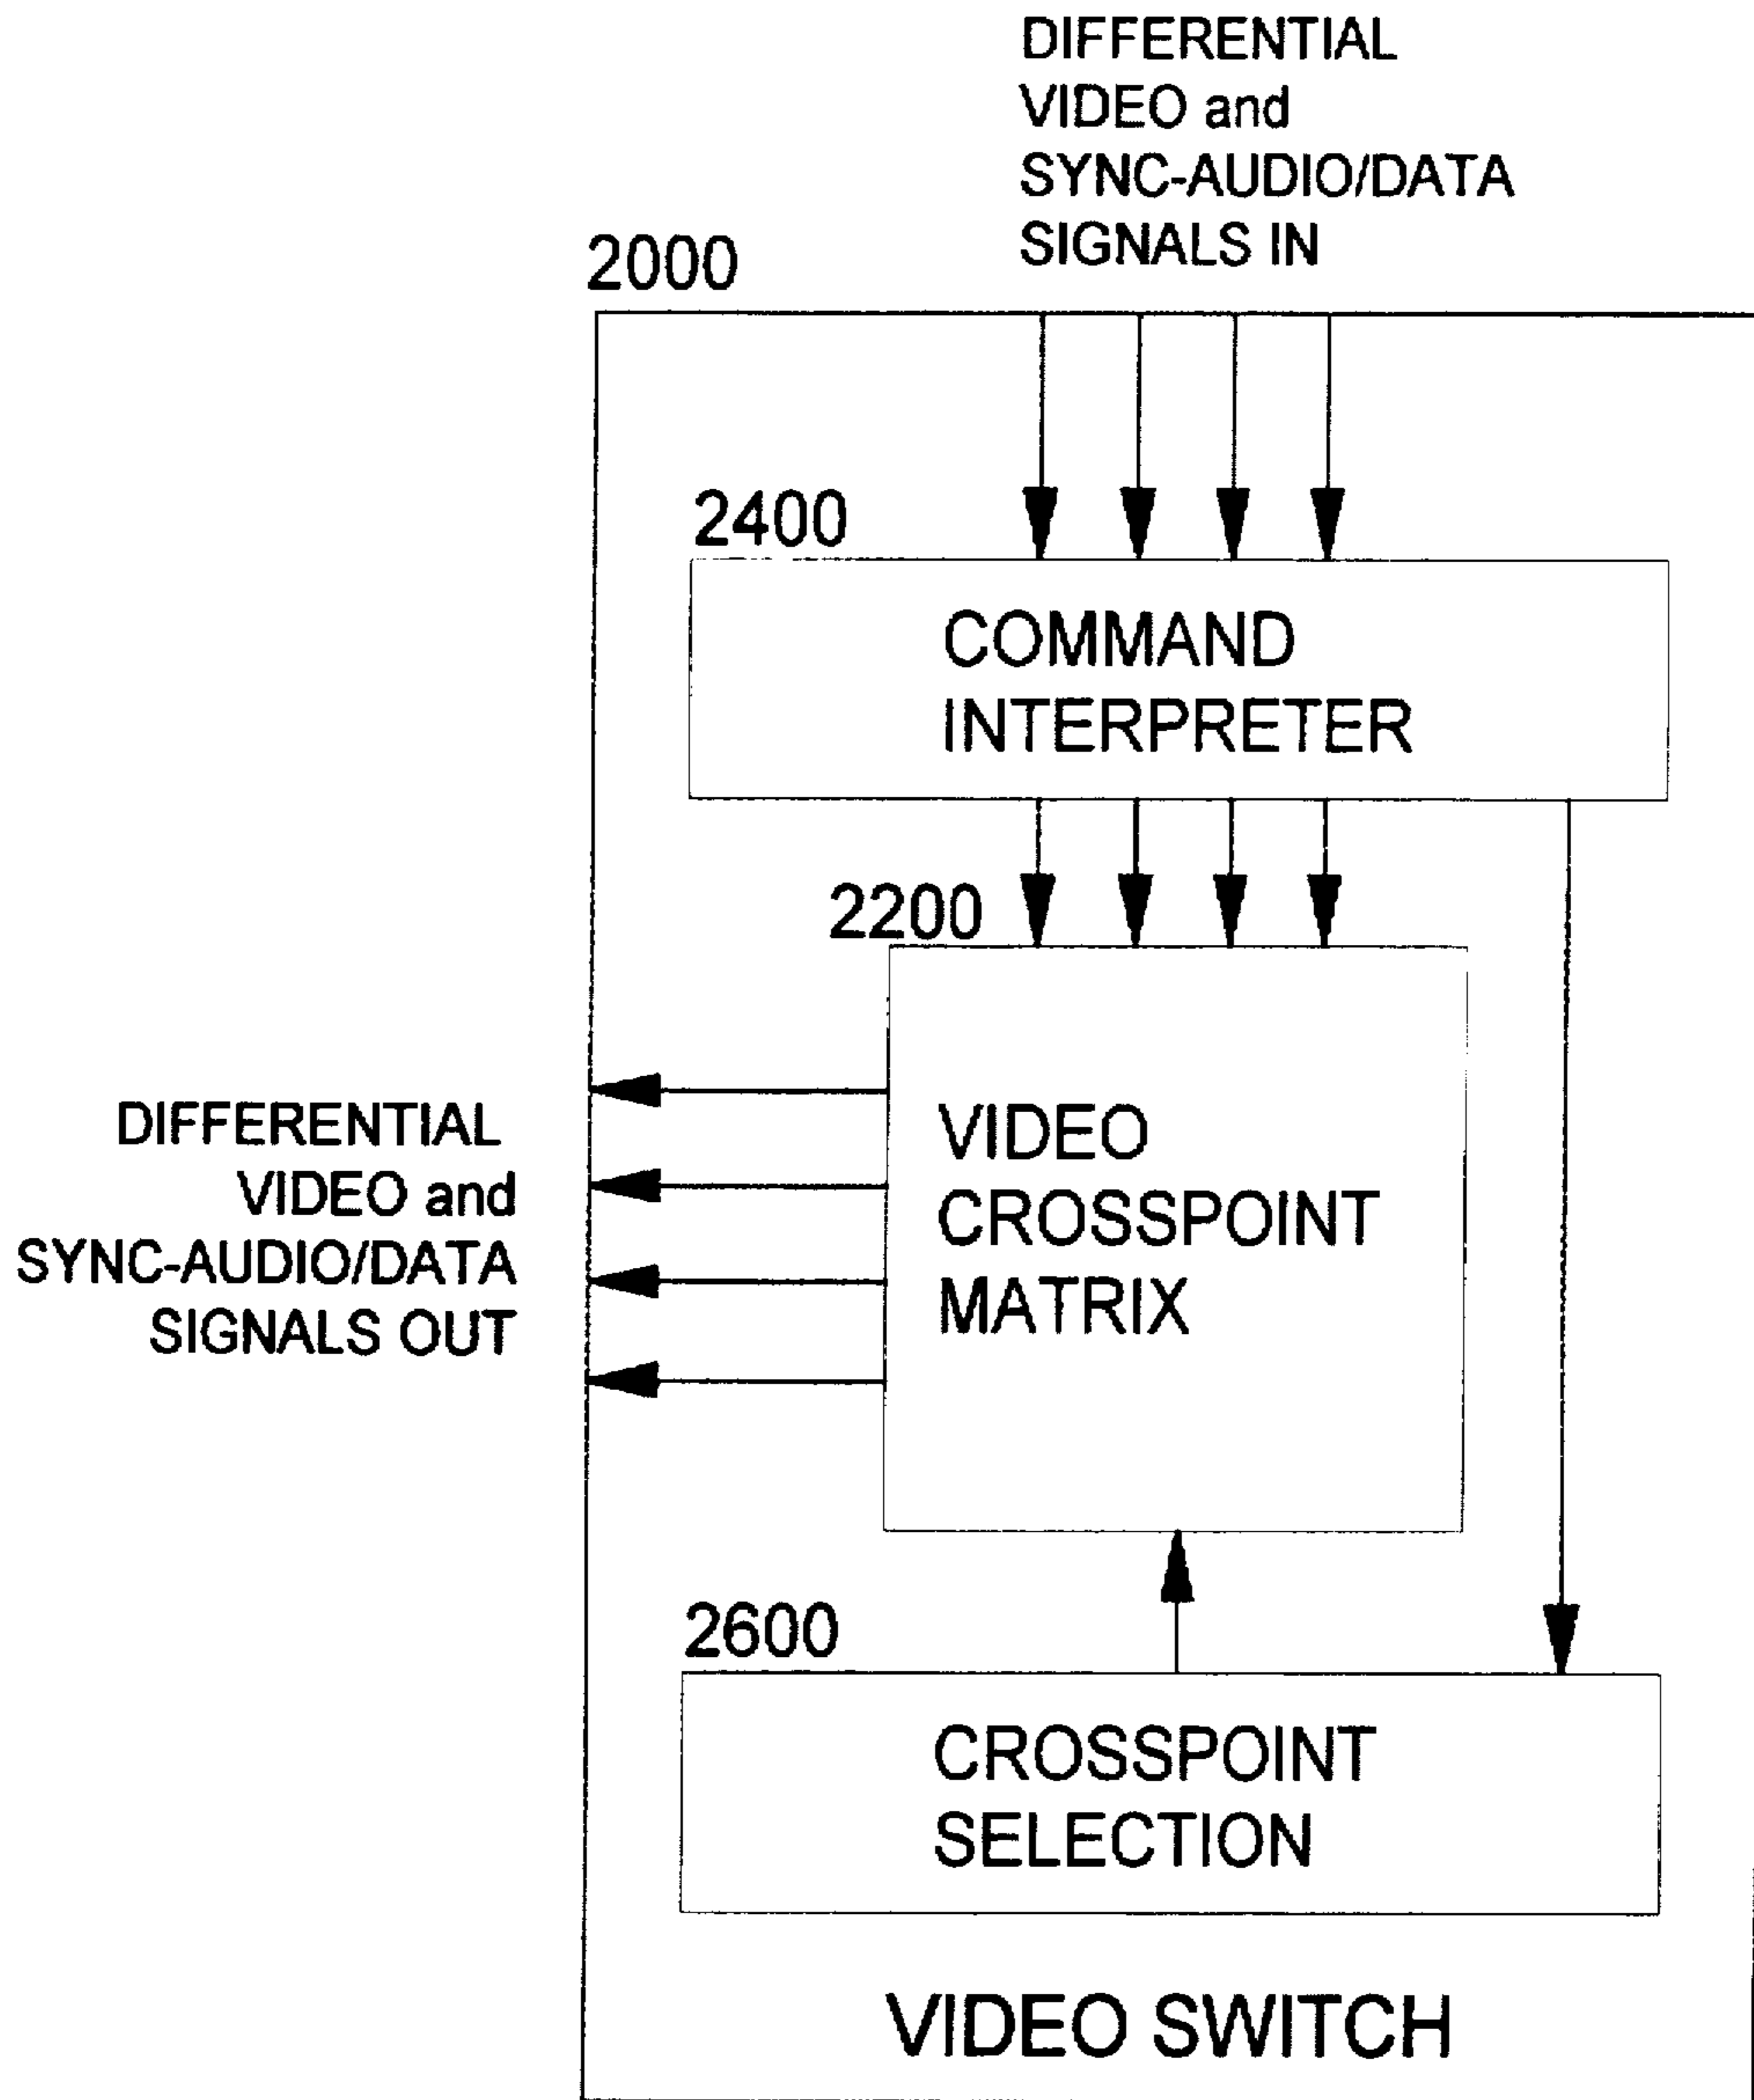 DIFFERENTIAL
VIDEO and
SYNC-AUDIO/DATA
SIGNALS IN
2000
2400
COMMAND
INTERPRETER
2200
DIFFERENTIAL
VIDEO and
SYNC-AUDIO/DATA
SIGNALS OUT
VIDEO
CROSSPOINT
MATRIX
2600
CROSSPOINT
SELECTION
VIDEO SWITCH